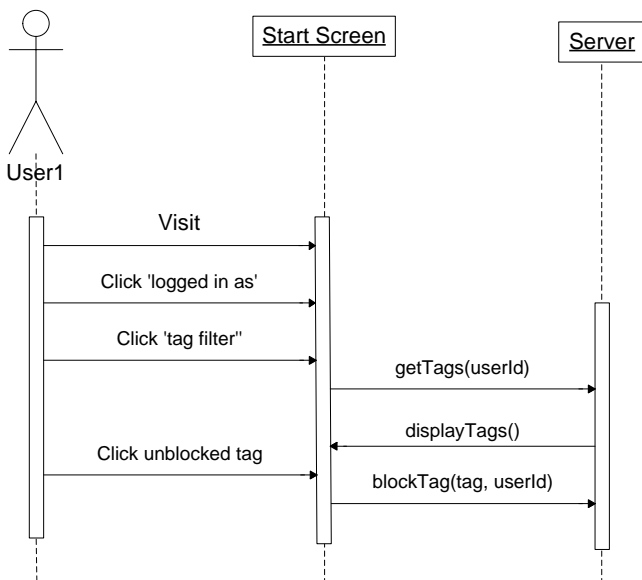 Start Screen
Server
User1
Visit
Click 'logged in as'
Click 'tag filter''
getTags(userId)
displayTags()
Click unblocked tag
blockTag(tag, userId)